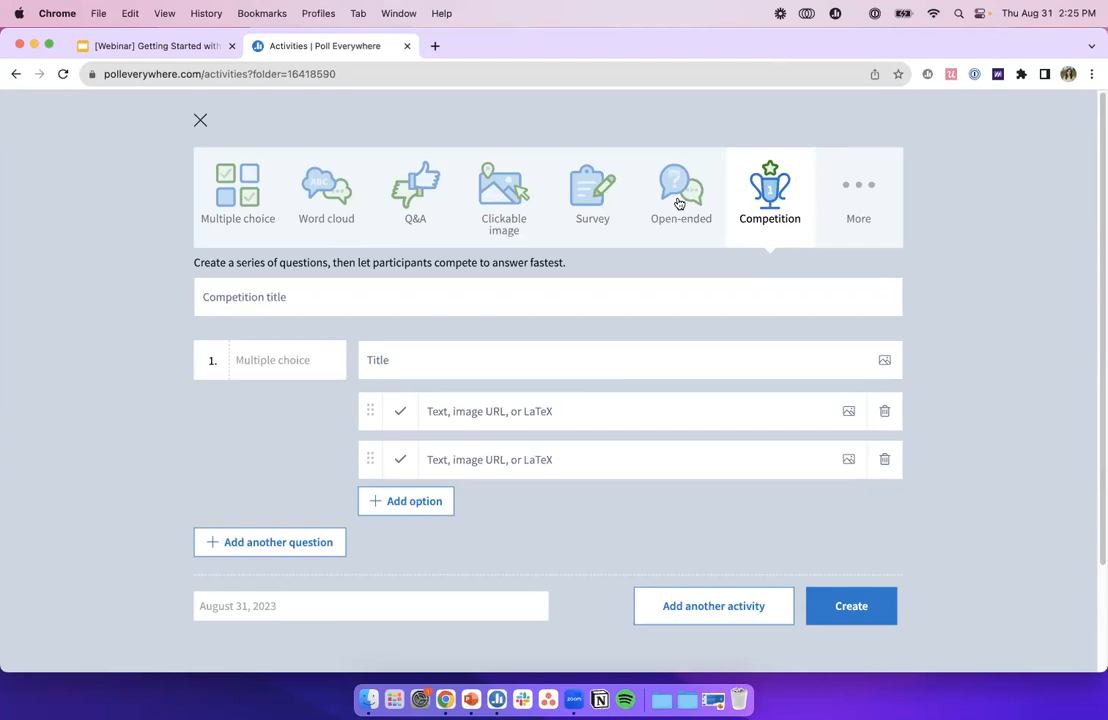 Chrome File Edit View History Bookmarks Profiles Tab Window Help Thu Aug 31 2:25 PM
[Webinar] Getting Started with Activities | Poll Everywhere
polleverywhere.com/activities?folder=16418590
Multiple choice Word cloud Q&A Clickable image Survey Open-ended Competition More
Create a series of questions, then let participants compete to answer fastest.
Competition title
1. Multiple choice Title
Text, image URL, or LaTeX
Text, image URL, or LaTeX
Add option
Add another question
August 31, 2023 Add another activity Create